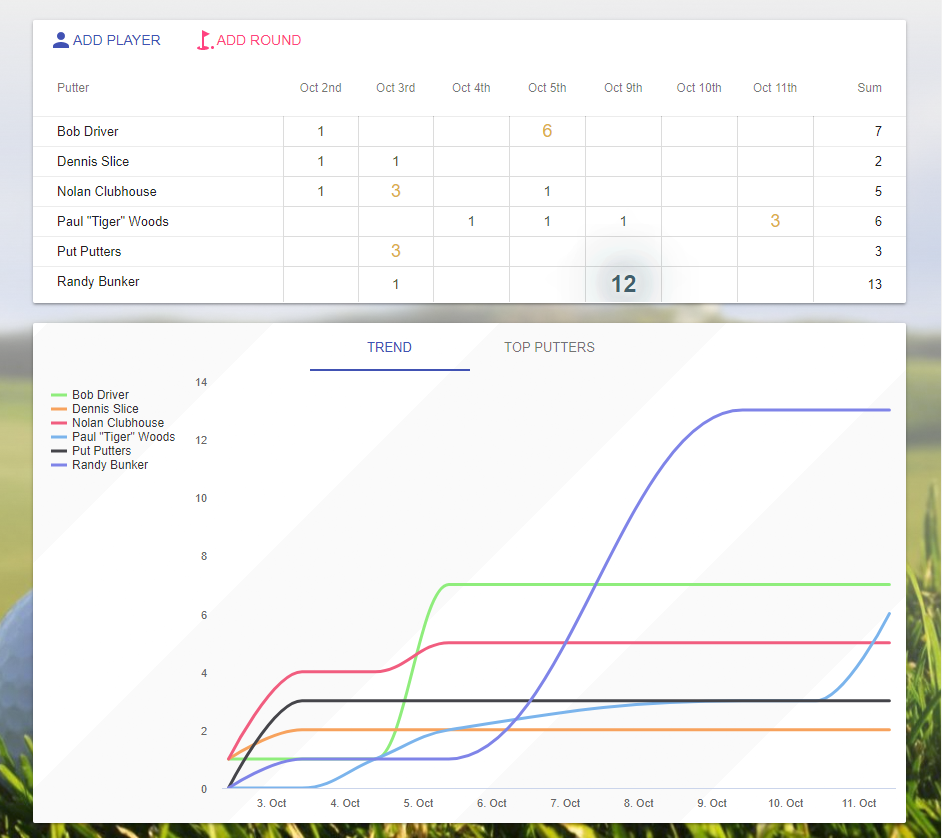 ADD PLAYER ADD ROUND
Putter Oct 2nd Oct 3rd Oct 4th Oct 5th Oct 9th Oct 10th Oct 11th Sum
Bob Driver 1 6 7
Dennis Slice 1 1 2
Nolan Clubhouse 1 3 1 5
Paul "Tiger" Woods 1 1 1 3 6
Put Putters 3 3
Randy Bunker 1 12 13
TREND TOP PUTTERS
Bob Driver
Dennis Slice
Nolan Clubhouse
Paul "Tiger" Woods
Put Putters
Randy Bunker
14
12
10
8
6
4
2
0
3. Oct 4. Oct 5. Oct 6. Oct 7. Oct 8. Oct 9. Oct 10. Oct 11. Oct